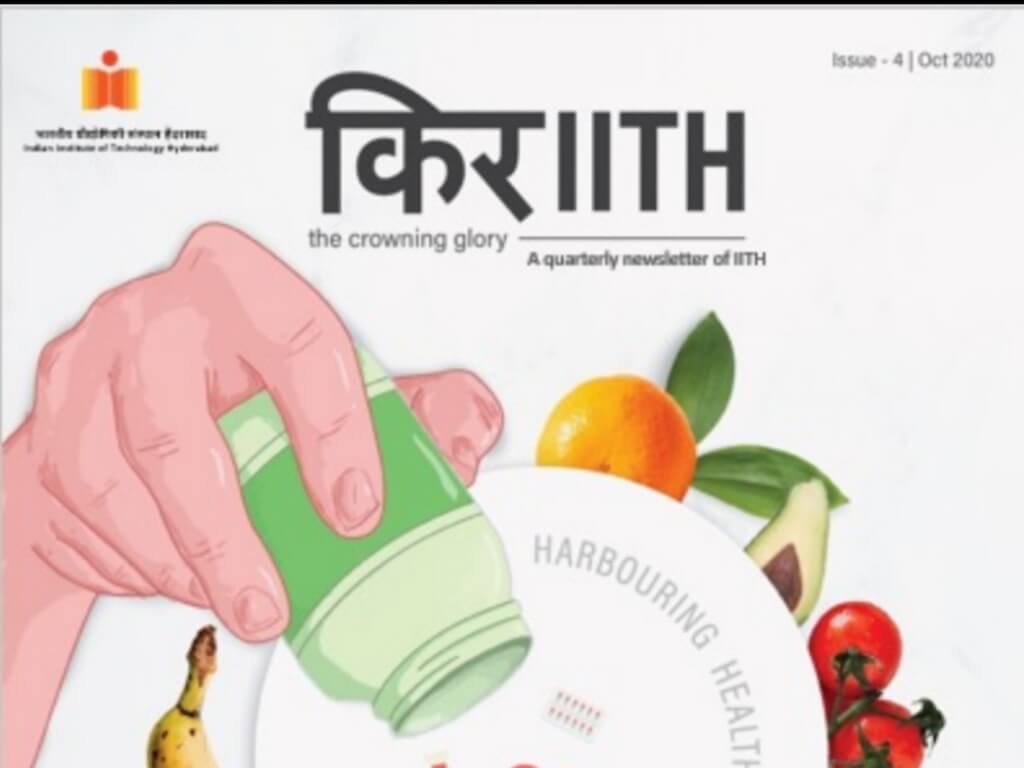 Issue - 4 | Oct 2020
भारतीय प्रौद्योगिकी संस्थान हैदराबाद
Indian Institute of Technology Hyderabad
किरIITH
the crowning glory
A quarterly newsletter of IITH
HARBOURING HEALTH